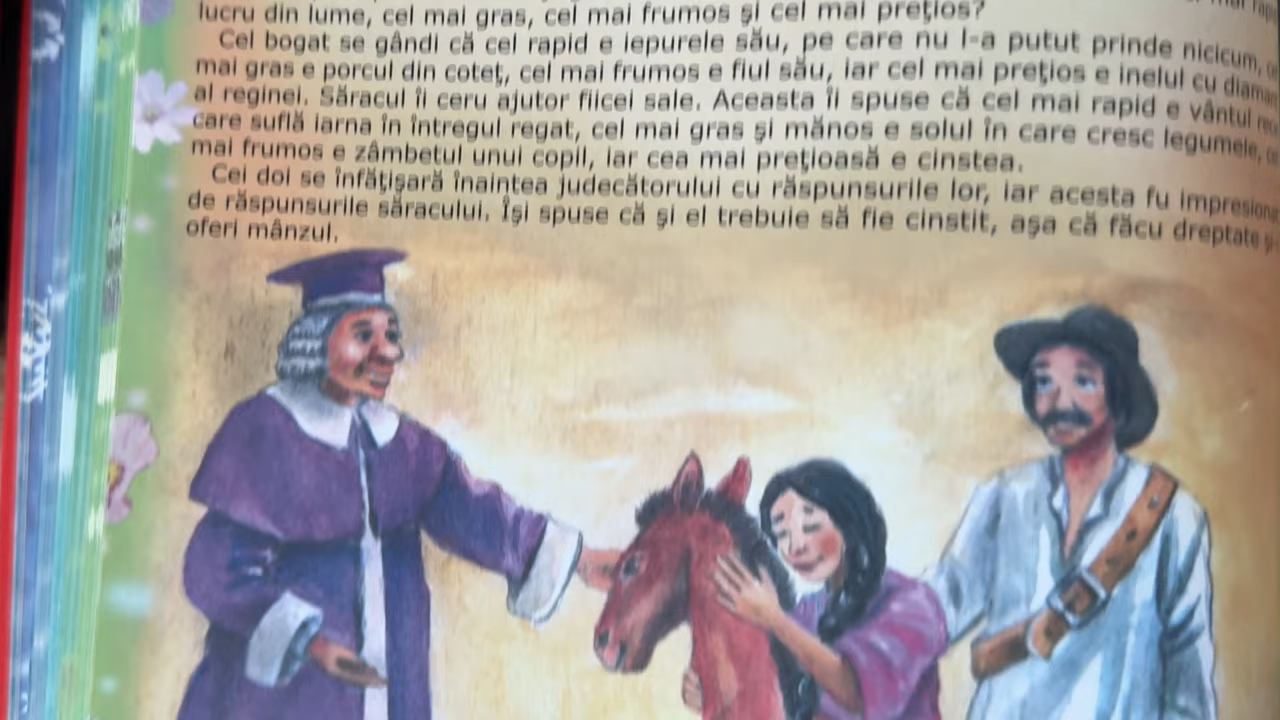 lucru din lume, cel mai gras, cel mai frumos şi cel mai preţios?
Cel bogat se gândi că cel rapid e iepurele său, pe care nu l-a putut prinde nicicum,
mai gras e porcul din coteţ, cel mai frumos e fiul său, iar cel mai preţios e inelul cu
al reginei. Săracul îi ceru ajutor fiicei sale. Aceasta îi spuse că cel mai rapid e vântul
care suflă iarna în întregul regat, cel mai gras şi mănos e solul în care cresc legumele,
mai frumos e zâmbetul unui copil, iar cea mai preţioasă e cinstea.
Cei doi se înfăţişară înaintea judecătorului cu răspunsurile lor, iar acesta fu
de răspunsurile săracului. Îşi spuse că şi el trebuie să fie cinstit, aşa că făcu dreptate
oferi mânzul.